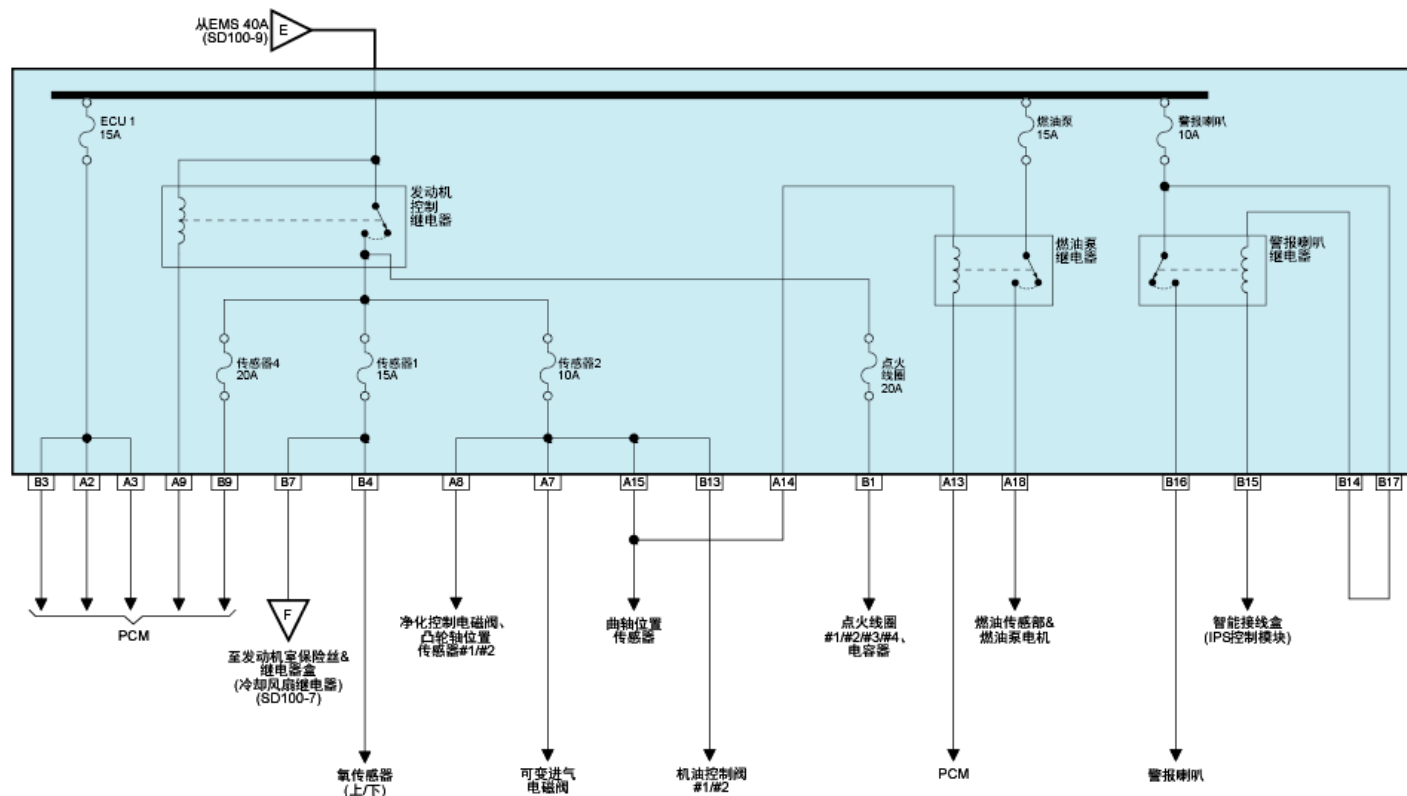 从EMS 40A
(SD100-9)
E
ECU 1
15A
燃油泵
15A
警报喇叭
10A
发动机
控制
继电器
燃油泵
继电器
警报喇叭
继电器
传感器4
20A
传感器1
15A
传感器2
10A
点火
线圈
20A
B3
A2
A3
A9
B9
B7
B4
A8
A7
A15
B13
A14
B1
A13
A18
B16
B15
B14
B17
PCM
F
至发动机室保险丝&
继电器盒
(冷却风扇继电器)
(SD100-7)
净化控制电磁阀、
凸轮轴位置
传感器#1/#2
曲轴位置
传感器
点火线圈
#1/#2/#3/#4、
电容器
燃油传感部&
燃油泵电机
智能接线盒
(IPS控制模块)
氧传感器
(上/下)
可变进气
电磁阀
机油控制阀
#1/#2
PCM
警报喇叭